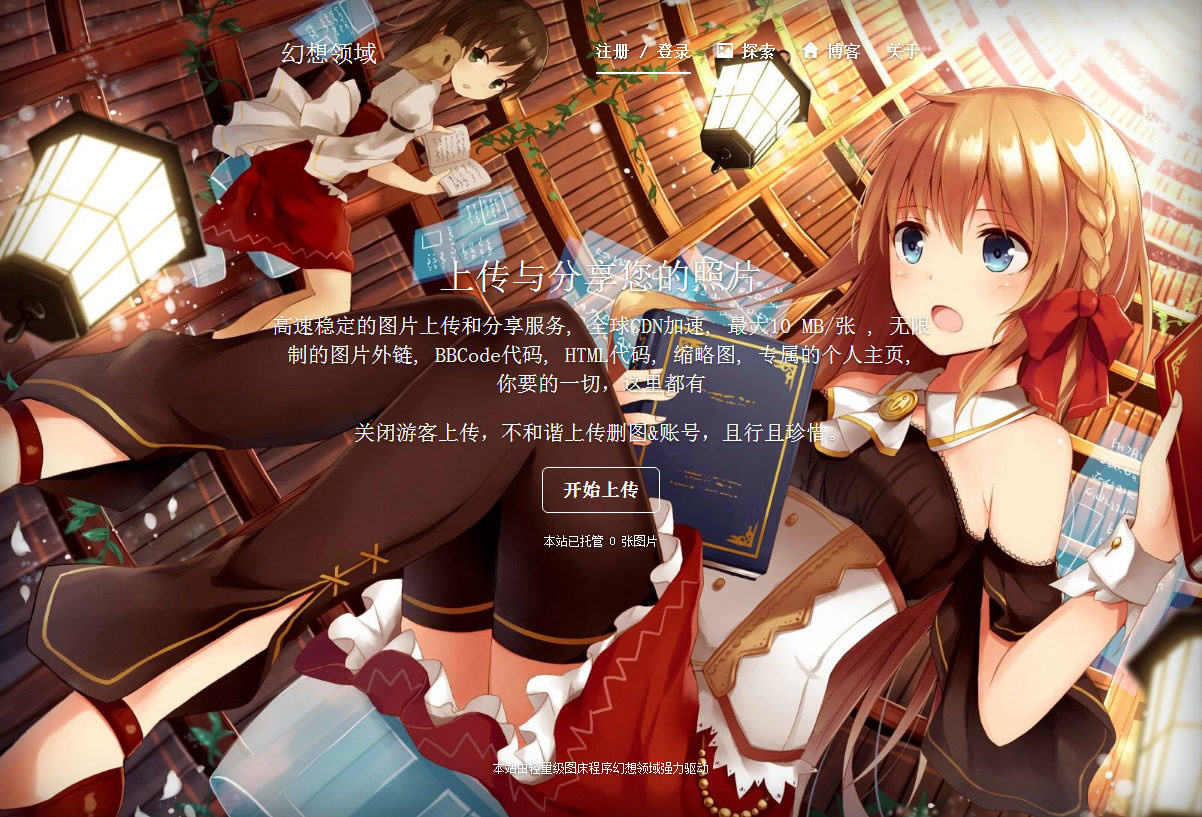 幻想领域
注册 / 登录 探索 博客 关于
上传与分享您的照片
高速稳定的图片上传和分享服务, 全球CDN加速, 最大10 MB/张 , 无限
制的图片外链, BBCode代码, HTML代码, 缩略图, 专属的个人主页,
你要的一切，这里都有
关闭游客上传，不和谐上传删图&账号，且行且珍惜。
开始上传
本站已托管 0 张图片
本站由轻量级图床程序幻想领域强力驱动